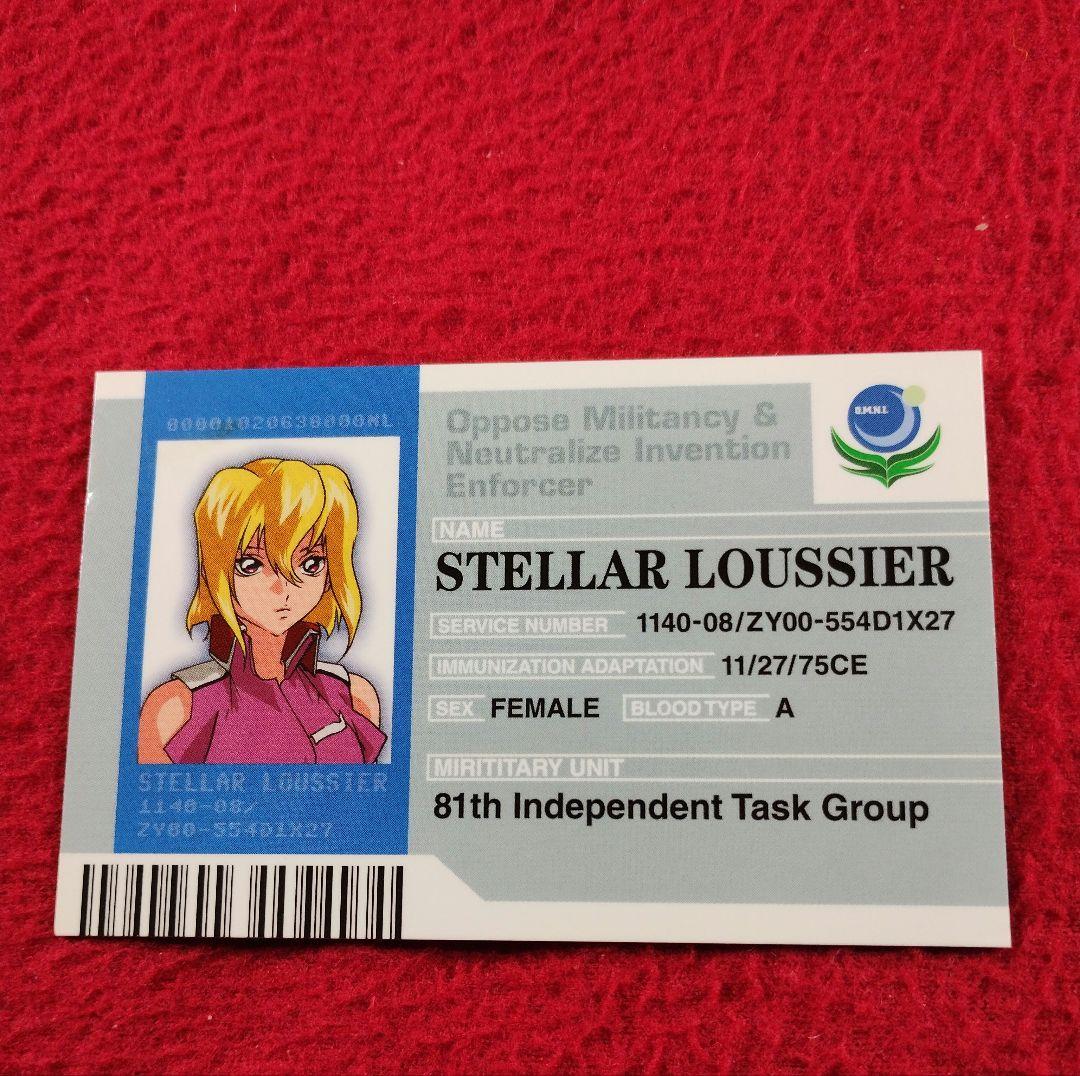 000010206380000ML
Oppose Militancy &
Neutralize Invention
Enforcer
O.M.N.I.
NAME
STELLAR LOUSSIER
SERVICE NUMBER 1140-08/ZY00-554D1X27
IMMUNIZATION ADAPTATION 11/27/75CE
SEX FEMALE BLOOD TYPE A
MIRITITARY UNIT
81th Independent Task Group
STELLAR LOUSSIER
1140-08/
ZY00-554D1X27